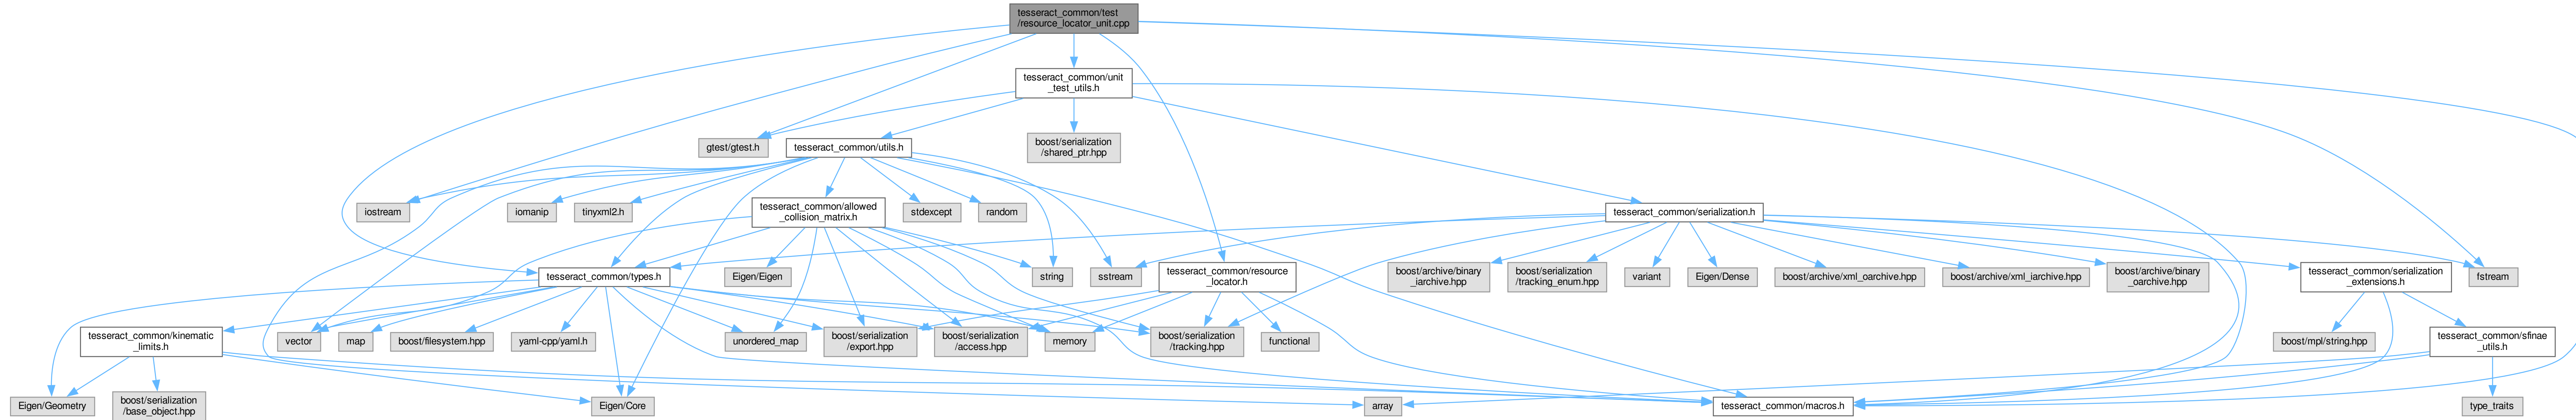 tesseract_common/test
/resource_locator_unit.cpp
tesseract_common/unit
_test_utils.h
gtest/gtest.h
tesseract_common/utils.h
boost/serialization
/shared_ptr.hpp
iostream
iomanip
tinyxml2.h
tesseract_common/allowed
_collision_matrix.h
stdexcept
random
tesseract_common/serialization.h
tesseract_common/types.h
Eigen/Eigen
string
sstream
tesseract_common/resource
_locator.h
boost/archive/binary
_iarchive.hpp
boost/serialization
/tracking_enum.hpp
variant
Eigen/Dense
boost/archive/xml_oarchive.hpp
boost/archive/xml_iarchive.hpp
boost/archive/binary
_oarchive.hpp
tesseract_common/serialization
_extensions.h
fstream
tesseract_common/kinematic
_limits.h
vector
map
boost/filesystem.hpp
yaml-cpp/yaml.h
unordered_map
boost/serialization
/export.hpp
boost/serialization
/access.hpp
memory
boost/serialization
/tracking.hpp
functional
boost/mpl/string.hpp
tesseract_common/sfinae
_utils.h
Eigen/Geometry
boost/serialization
/base_object.hpp
Eigen/Core
array
tesseract_common/macros.h
type_traits